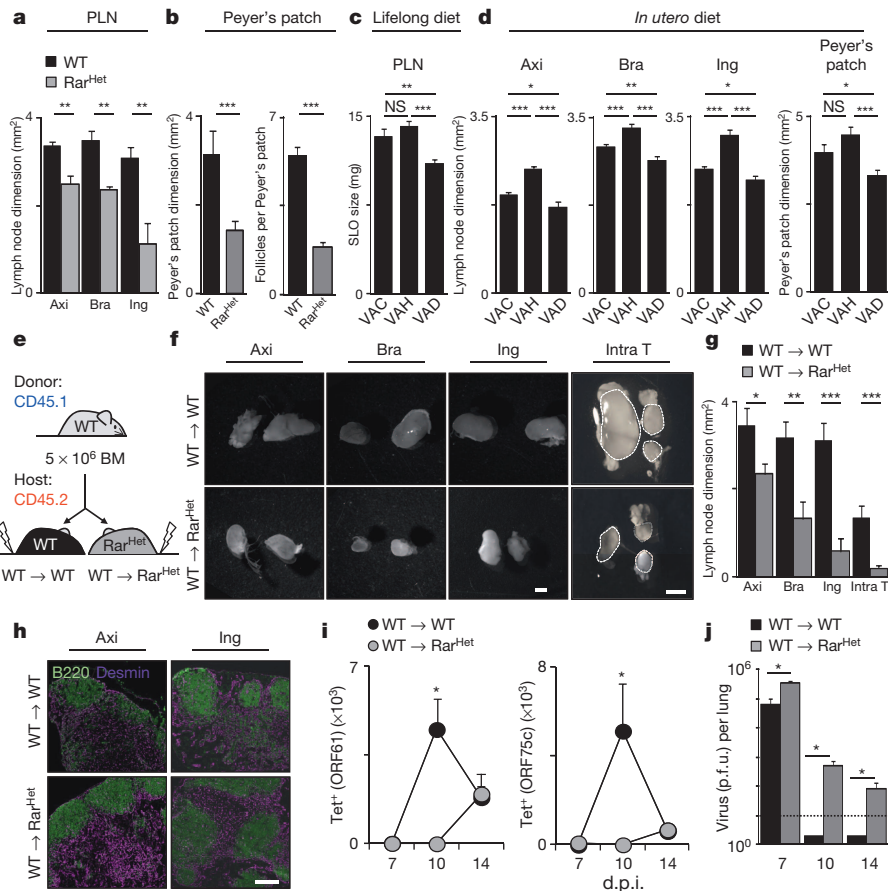 a
PLN
WT
Rar^Het
** ** **
Lymph node dimension (mm²)
4
2
0
Axi Bra Ing
b
Peyer's patch
***
Peyer's patch dimension (mm²)
4
2
0
WT
Rar^Het
***
Follicles per Peyer's patch
7
0
WT
Rar^Het
c
Lifelong diet
PLN
**
NS ***
SLO size (mg)
15
0
VAC
VAH
VAD
d
In utero diet
Axi
*
*** ***
Lymph node dimension (mm²)
3.5
0
VAC
VAH
VAD
Bra
**
*** ***
3.5
0
VAC
VAH
VAD
Ing
*
*** ***
3.5
0
VAC
VAH
VAD
Peyer's
patch
*
NS ***
Peyer's patch dimension (mm²)
5
0
VAC
VAH
VAD
e
Donor:
CD45.1
WT
5 × 10⁶ BM
Host:
CD45.2
WT
Rar^Het
WT → WT
WT → Rar^Het
f
Axi
Bra
Ing
Intra T
WT → WT
WT → Rar^Het
g
WT → WT
WT → Rar^Het
* ** *** ***
Lymph node dimension (mm²)
4
2
0
Axi Bra Ing Intra T
h
Axi
Ing
B220 Desmin
WT → WT
WT → Rar^Het
i
WT → WT
WT → Rar^Het
Tet⁺ (ORF61) (×10³)
7
0
*
7 10 14
Tet⁺ (ORF75c) (×10³)
8
4
0
*
7 10 14
d.p.i.
j
WT → WT
WT → Rar^Het
Virus (p.f.u.) per lung
10⁶
10⁰
* * *
7 10 14